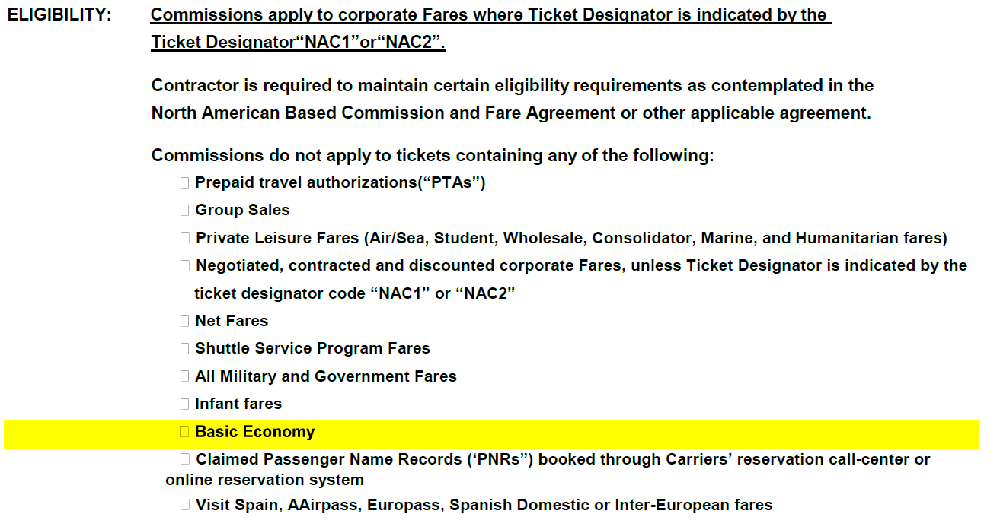 ELIGIBILITY: Commissions apply to corporate Fares where Ticket Designator is indicated by the
Ticket Designator“NAC1”or“NAC2”.
Contractor is required to maintain certain eligibility requirements as contemplated in the
North American Based Commission and Fare Agreement or other applicable agreement.
Commissions do not apply to tickets containing any of the following:
□ Prepaid travel authorizations(“PTAs”)
□ Group Sales
□ Private Leisure Fares (Air/Sea, Student, Wholesale, Consolidator, Marine, and Humanitarian fares)
□ Negotiated, contracted and discounted corporate Fares, unless Ticket Designator is indicated by the
ticket designator code “NAC1” or “NAC2”
□ Net Fares
□ Shuttle Service Program Fares
□ All Military and Government Fares
□ Infant fares
□ Basic Economy
□ Claimed Passenger Name Records (‘PNRs”) booked through Carriers’ reservation call-center or
online reservation system
□ Visit Spain, AAirpass, Europass, Spanish Domestic or Inter-European fares